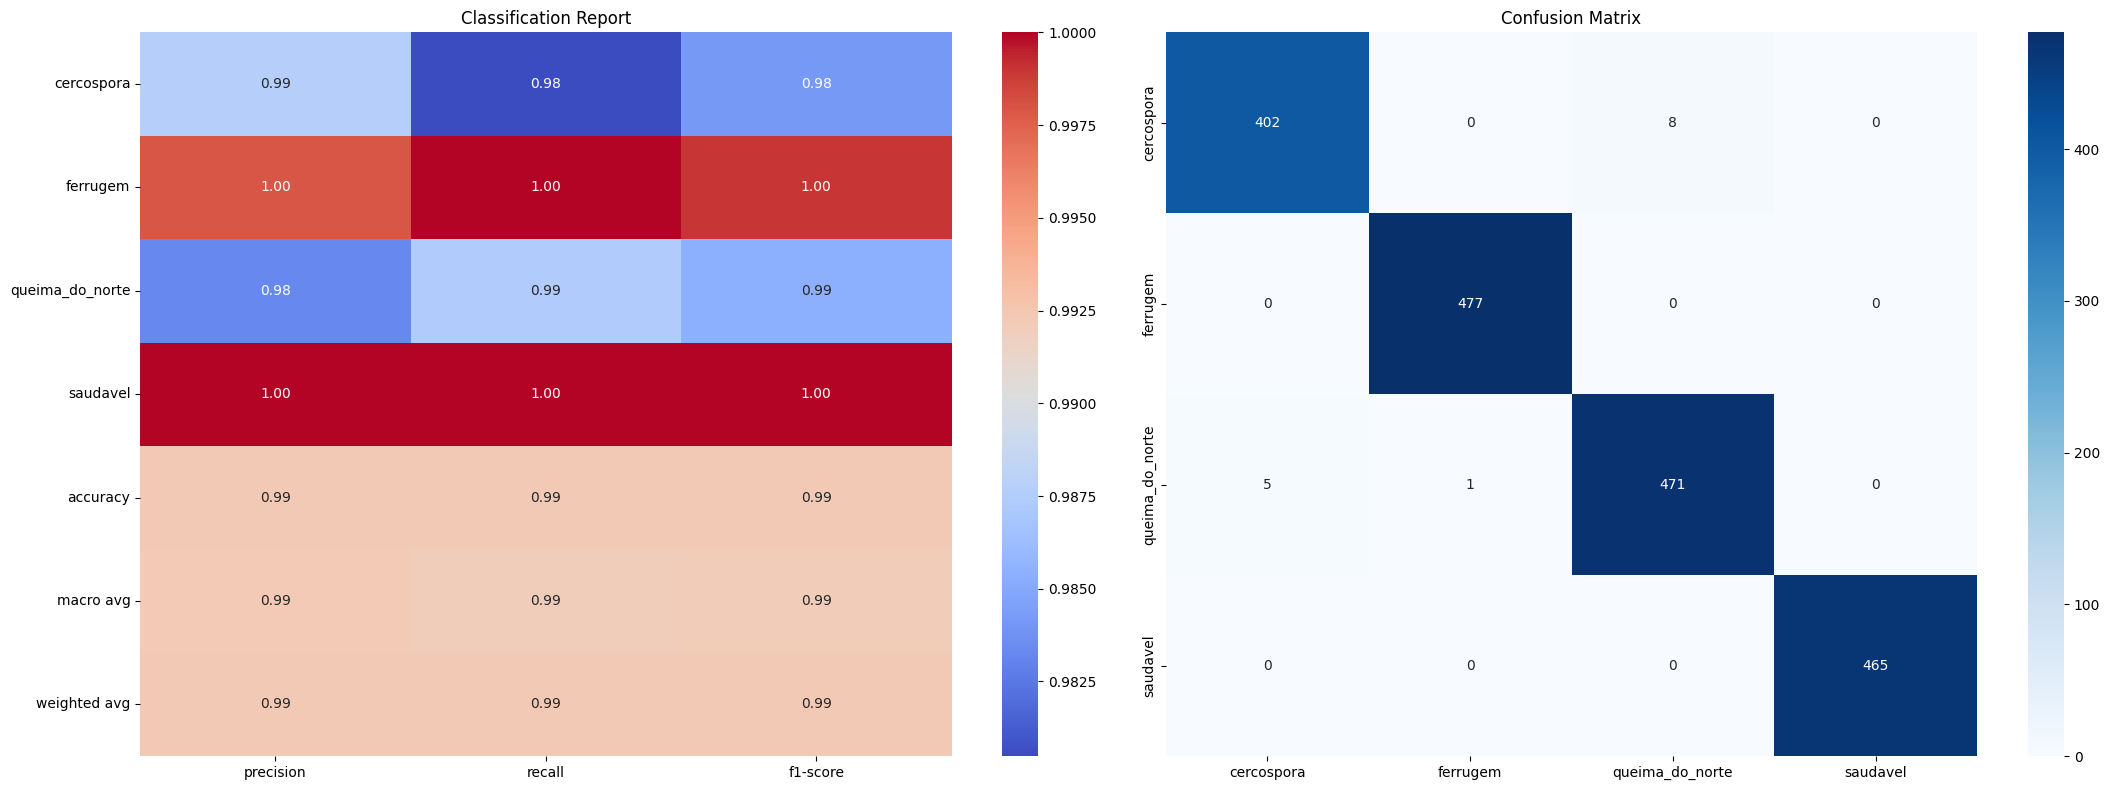 Classification Report
cercospora 0.99 0.98 0.98
ferrugem 1.00 1.00 1.00
queima_do_norte 0.98 0.99 0.99
saudavel 1.00 1.00 1.00
accuracy 0.99 0.99 0.99
macro avg 0.99 0.99 0.99
weighted avg 0.99 0.99 0.99
precision recall f1-score
1.0000
0.9975
0.9950
0.9925
0.9900
0.9875
0.9850
0.9825
Confusion Matrix
cercospora 402 0 8 0
ferrugem 0 477 0 0
queima_do_norte 5 1 471 0
saudavel 0 0 0 465
cercospora ferrugem queima_do_norte saudavel
400
300
200
100
0